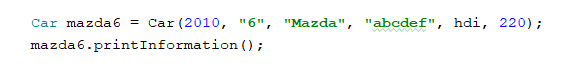 Car mazda6 = Car(2010, "6", "Mazda", "abcdef", hdi, 220);
mazda6.printInformation();